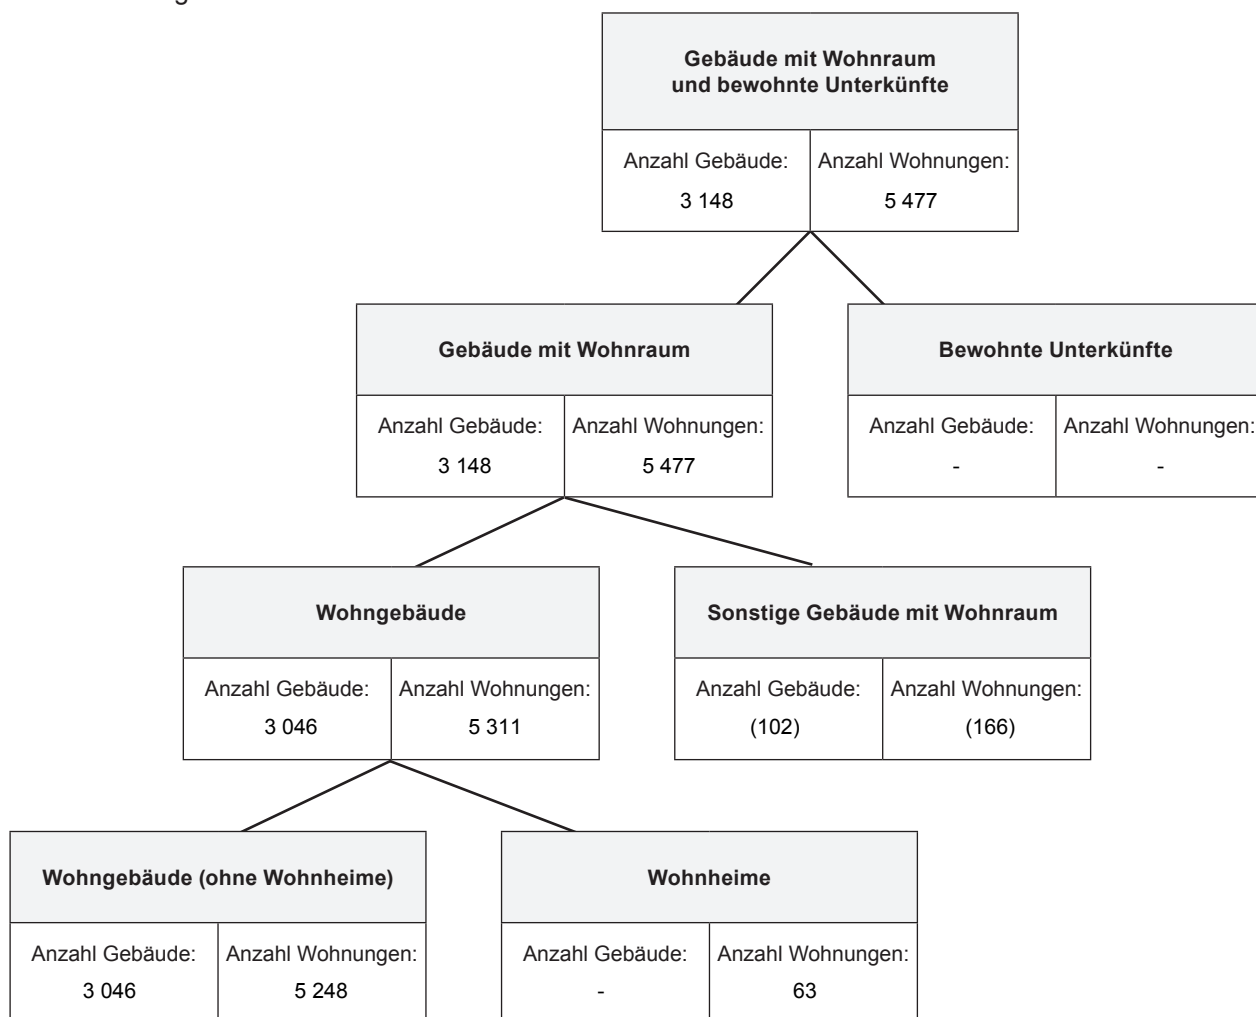 Gebäude mit Wohnraum
und bewohnte Unterkünfte
Anzahl Gebäude: Anzahl Wohnungen:
3 148 5 477
Gebäude mit Wohnraum
Anzahl Gebäude: Anzahl Wohnungen:
3 148 5 477
Bewohnte Unterkünfte
Anzahl Gebäude: Anzahl Wohnungen:
- -
Wohngebäude
Anzahl Gebäude: Anzahl Wohnungen:
3 046 5 311
Sonstige Gebäude mit Wohnraum
Anzahl Gebäude: Anzahl Wohnungen:
(102) (166)
Wohngebäude (ohne Wohnheime)
Anzahl Gebäude: Anzahl Wohnungen:
3 046 5 248
Wohnheime
Anzahl Gebäude: Anzahl Wohnungen:
- 63